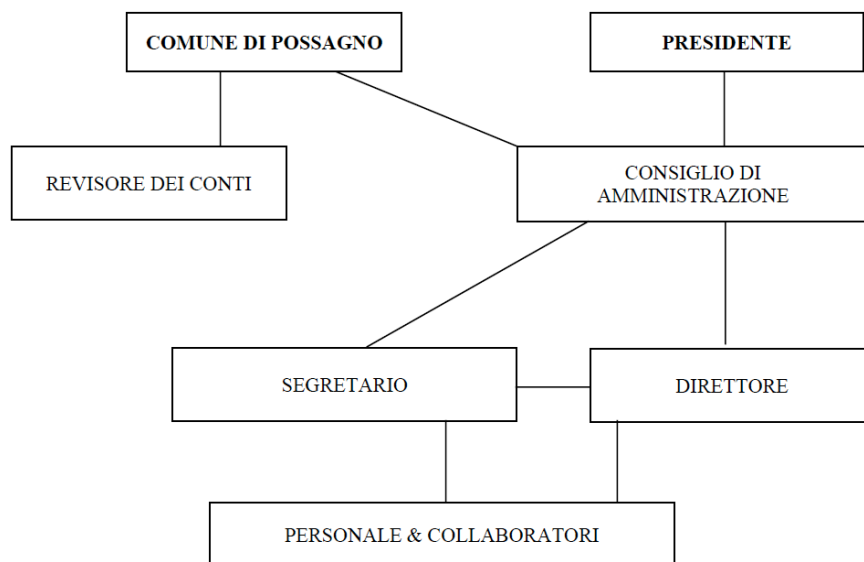 COMUNE DI POSSAGNO
PRESIDENTE
REVISORE DEI CONTI
CONSIGLIO DI
AMMINISTRAZIONE
SEGRETARIO
DIRETTORE
PERSONALE & COLLABORATORI